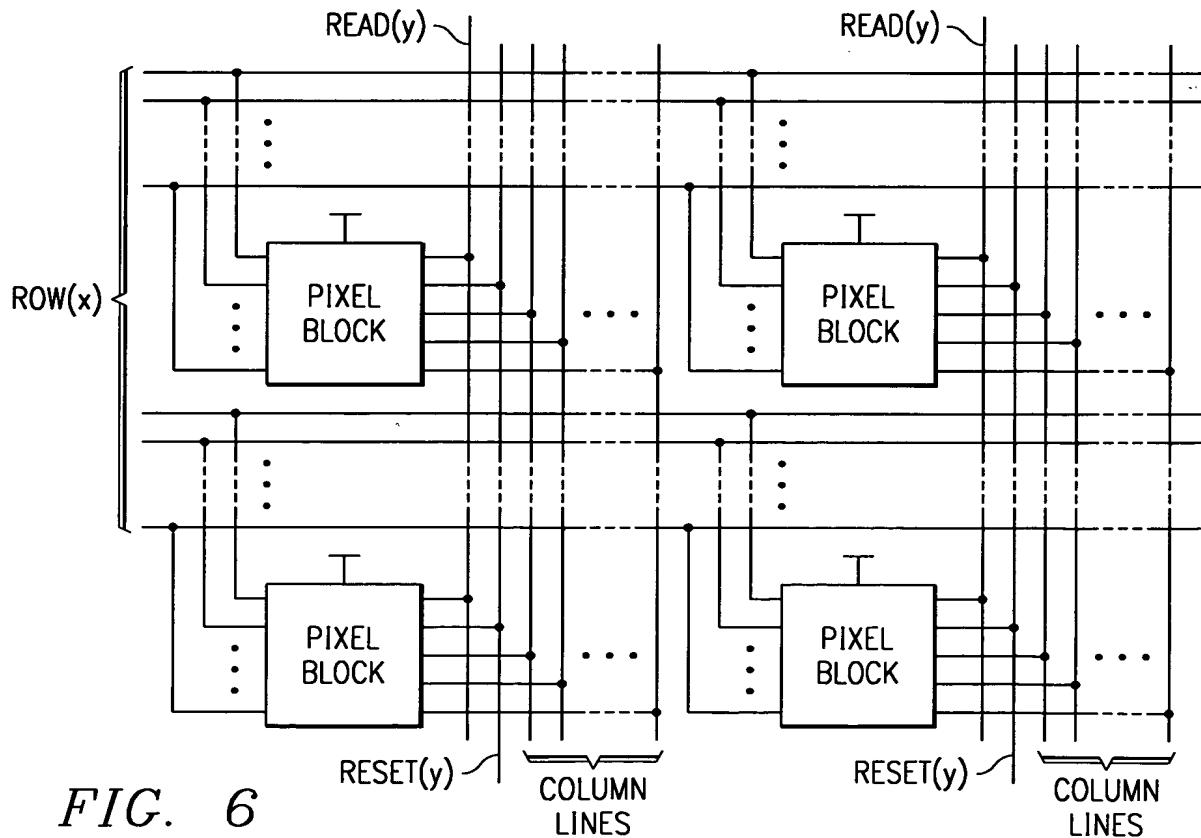 READ(y)
READ(y)
ROW(x)
PIXEL
BLOCK
PIXEL
BLOCK
PIXEL
BLOCK
PIXEL
BLOCK
RESET(y)
COLUMN
LINES
RESET(y)
COLUMN
LINES
FIG. 6